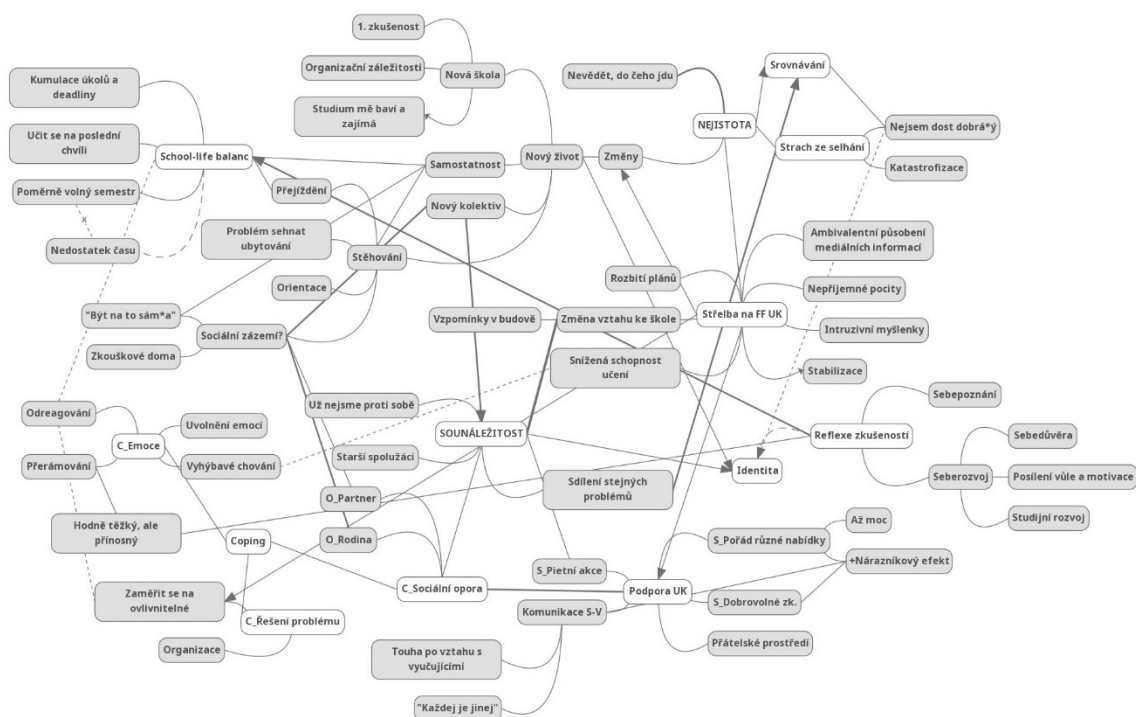 1. zkušenost
Organizační záležitosti
Nová škola
Studium mě baví a
zajímá
Kumulace úkolů a
deadliny
Učit se na poslední
chvíli
School-life balanc
Poměrně volný semestr
x
Nedostatek času
Přejíždění
Samostatnost
Nový život
Změny
Nový kolektiv
Problém sehnat
ubytování
Stěhování
Orientace
"Být na to sám*a"
Sociální zázemí?
Zkouškové doma
Nevědět, do čeho jdu
Srovnávání
NEJISTOTA
Nejsem dost dobrá*ý
Strach ze selhání
Katastrofizace
Ambivalentní působení
mediálních informací
Rozbití plánů
Nepříjemné pocity
Vzpomínky v budově
Změna vztahu ke škole
Střelba na FF UK
Intruzivní myšlenky
Snížená schopnost
učení
Stabilizace
Odreagování
C_Emoce
Uvolnění emocí
Přerámování
Vyhýbavé chování
Už nejsme proti sobě
SOUNÁLEŽITOST
Starší spolužáci
Reflexe zkušeností
Sebepoznání
Sebedůvěra
Identita
Seberozvoj
Posílení vůle a motivace
Studijní rozvoj
Sdílení stejných
problémů
O_Partner
Hodně těžký, ale
přínosný
Coping
O_Rodina
Až moc
S_Pořád různé nabídky
+Nárazníkový efekt
S_Pietní akce
C_Sociální opora
Podpora UK
S_Dobrovolné zk.
Zaměřit se na
ovlivnitelné
C_Řešení problému
Komunikace S-V
Organizace
Přátelské prostředí
Touha po vztahu s
vyučujícími
"Každej je jinej"